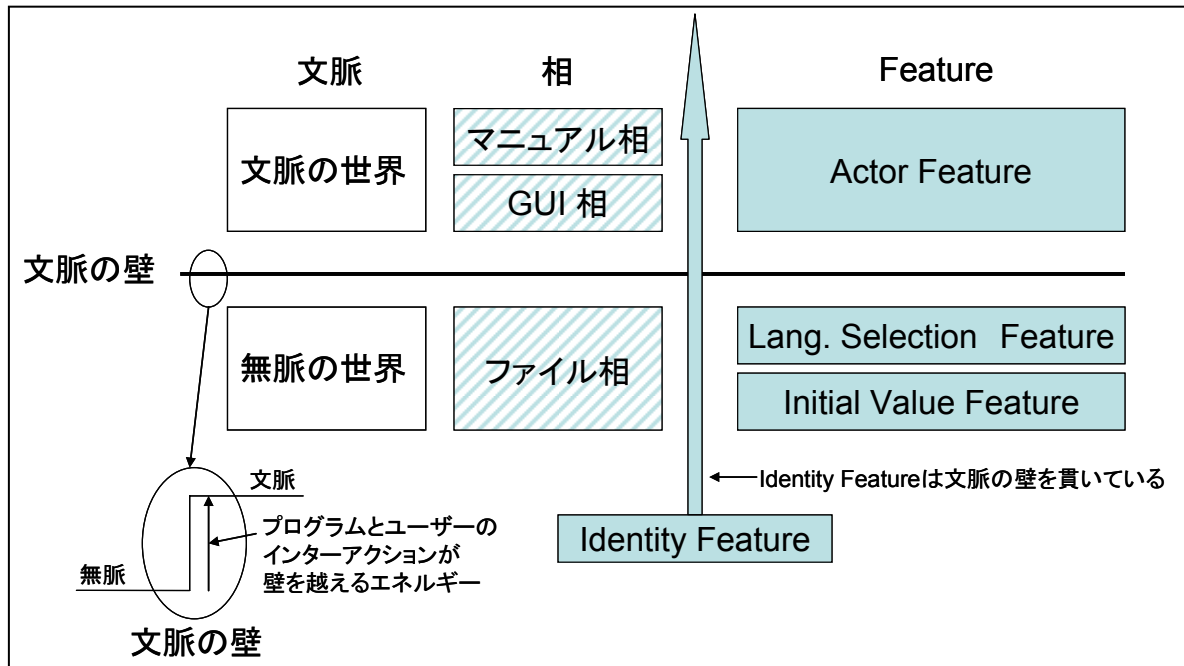 文脈
相
Feature
文脈の世界
マニュアル相
GUI 相
Actor Feature
文脈の壁
無脈の世界
ファイル相
Lang. Selection Feature
Initial Value Feature
Identity Featureは文脈の壁を貫いている
Identity Feature
文脈
無脈
プログラムとユーザーの
インターアクションが
壁を越えるエネルギー
文脈の壁